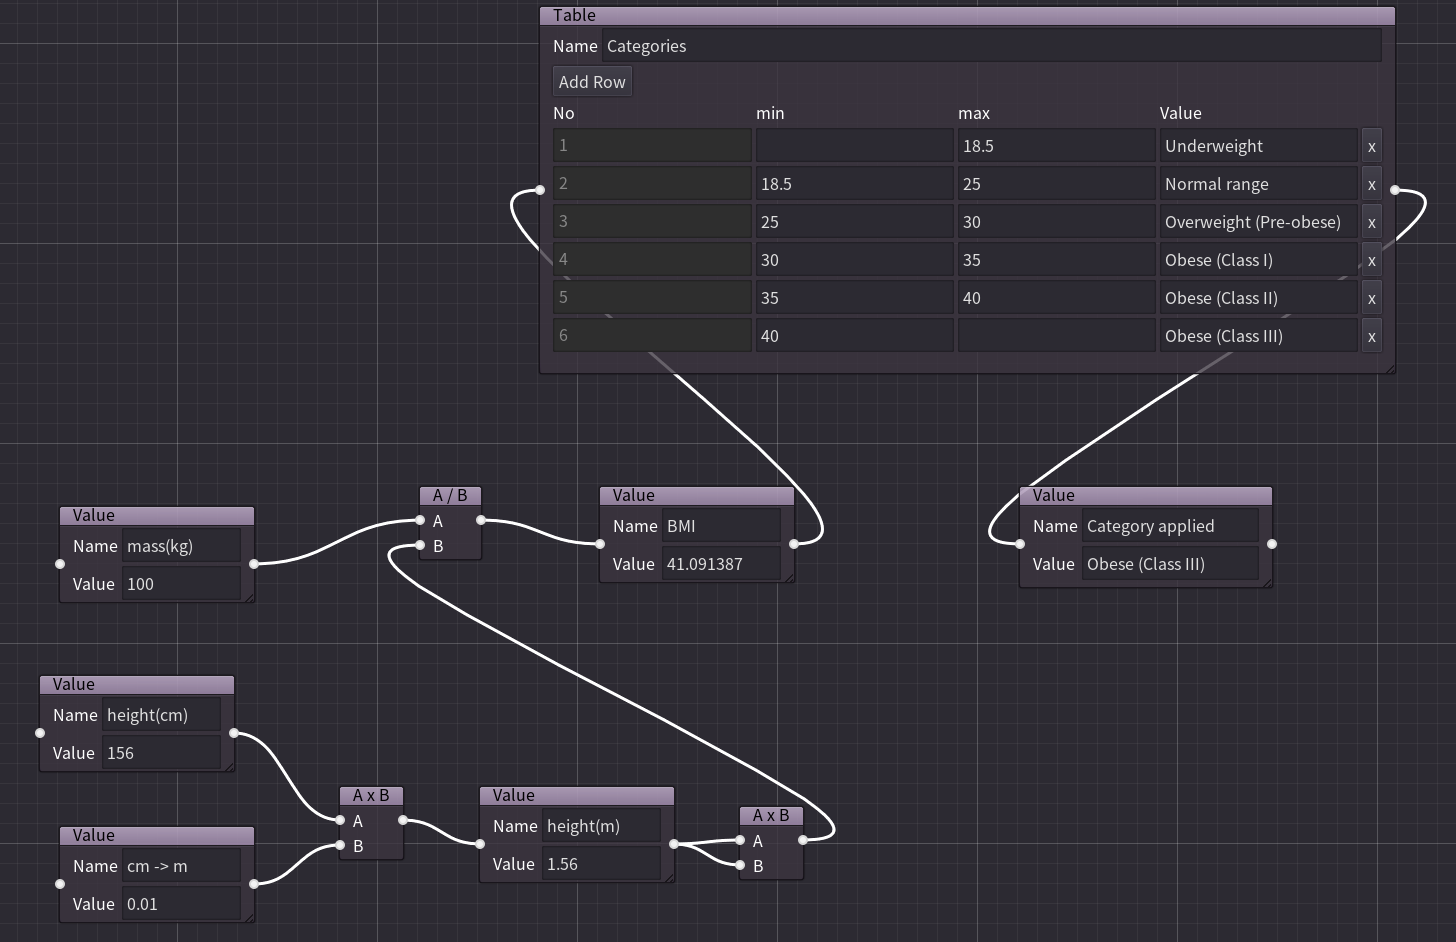 Table
Name Categories
Add Row
No min max Value
1 18.5 Underweight x
2 18.5 25 Normal range x
3 25 30 Overweight (Pre-obese) x
4 30 35 Obese (Class I) x
5 35 40 Obese (Class II) x
6 40 Obese (Class III) x
Value
Name mass(kg)
Value 100
A / B
A
B
Value
Name BMI
Value 41.091387
Value
Name Category applied
Value Obese (Class III)
Value
Name height(cm)
Value 156
Value
Name cm -> m
Value 0.01
A x B
A
B
Value
Name height(m)
Value 1.56
A x B
A
B